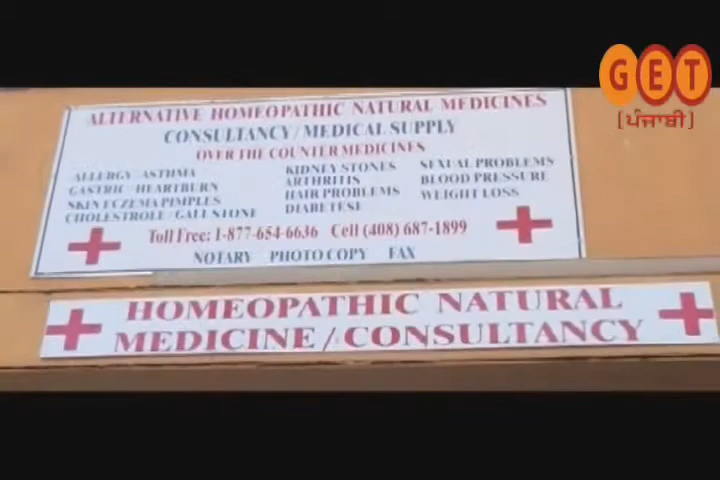 GET
[ਪੰਜਾਬੀ]
ALTERNATIVE HOMEOPATHIC NATURAL MEDICINES
CONSULTANCY/MEDICAL SUPPLY
OVER THE COUNTER MEDICINES
ALLERGY ASTHMA KIDNEY STONES SEXUAL PROBLEMS
GASTRIC HEARTBURN ARTHRITIS BLOOD PRESSURE
SKIN ECZEMA PIMPLES HAIR PROBLEMS WEIGHT LOSS
CHOLESTROLE/GALL STONE DIABETESE
Toll Free: 1-877-654-6636 Cell (408) 687-1899
NOTARY PHOTO COPY FAX
HOMEOPATHIC NATURAL
MEDICINE/CONSULTANCY